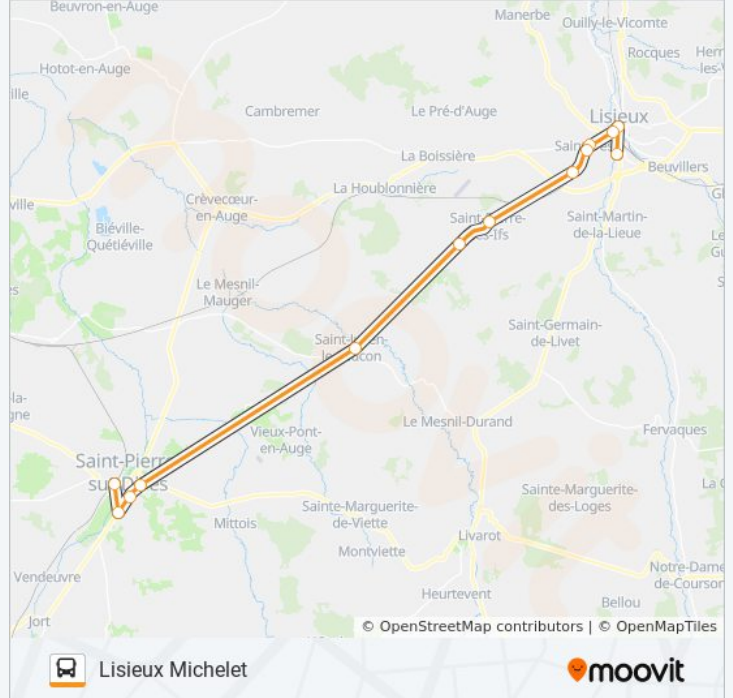 Beuvron-en-Auge
Manerbe
Ouilly-le-Vicomte
Rocques
Hotot-en-Auge
Cambremer
Le Pré-d'Auge
Lisieux
La Boissière
Beuvillers
La Houblonnière
Crèvecœur-
en-Auge
Biéville-
Quétiéville
Saint-Martin-
de-la-Lieue
Le Mesnil-
Mauger
Saint-Germain-
de-Livet
Le Mesnil-Durand
Vieux-Pont-
en-Auge
Fervaques
Saint-Pierre
Sainte-Marguerite-
des-Loges
Sainte-Marguerite-
de-Viette
Mittois
Livarot
Montviette
Vendeuvre
Notre-Dame
de-Courson
Heurtevent
Bellou
Jort
© OpenStreetMap contributors | © OpenMapTiles
Lisieux Michelet
moovit